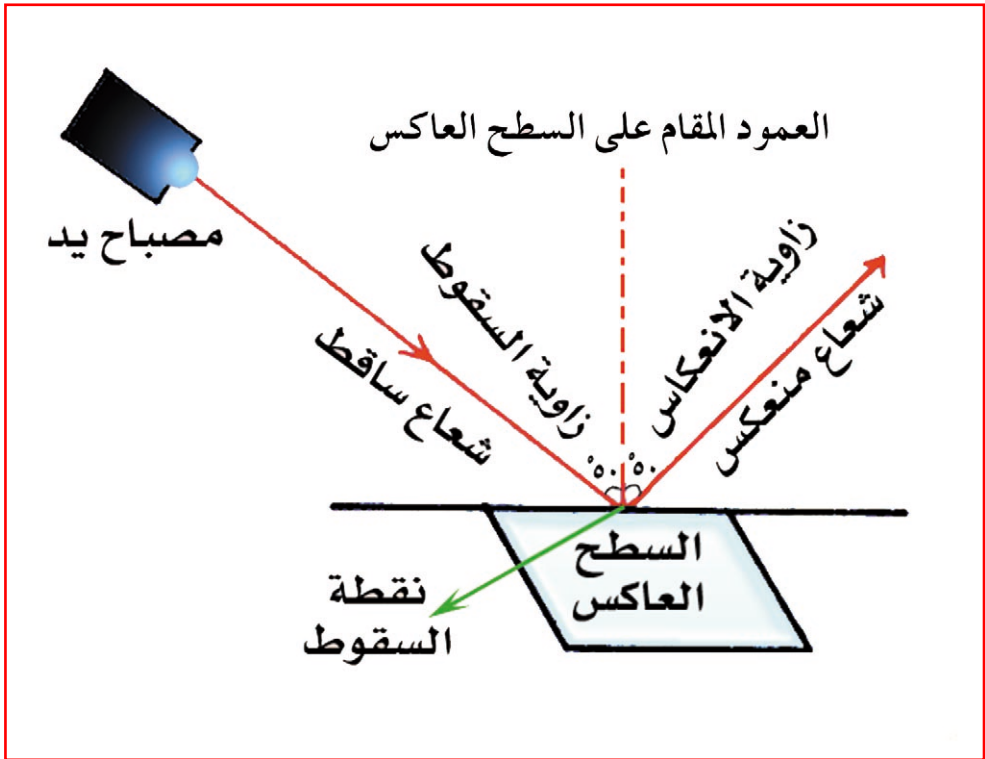 العمود المقام على السطح العاكس
مصباح يد
زاوية السقوط
زاوية الانعكاس
شعاع ساقط
شعاع منعكس
٥٠°
٥٠°
السطح
العاكس
نقطة
السقوط